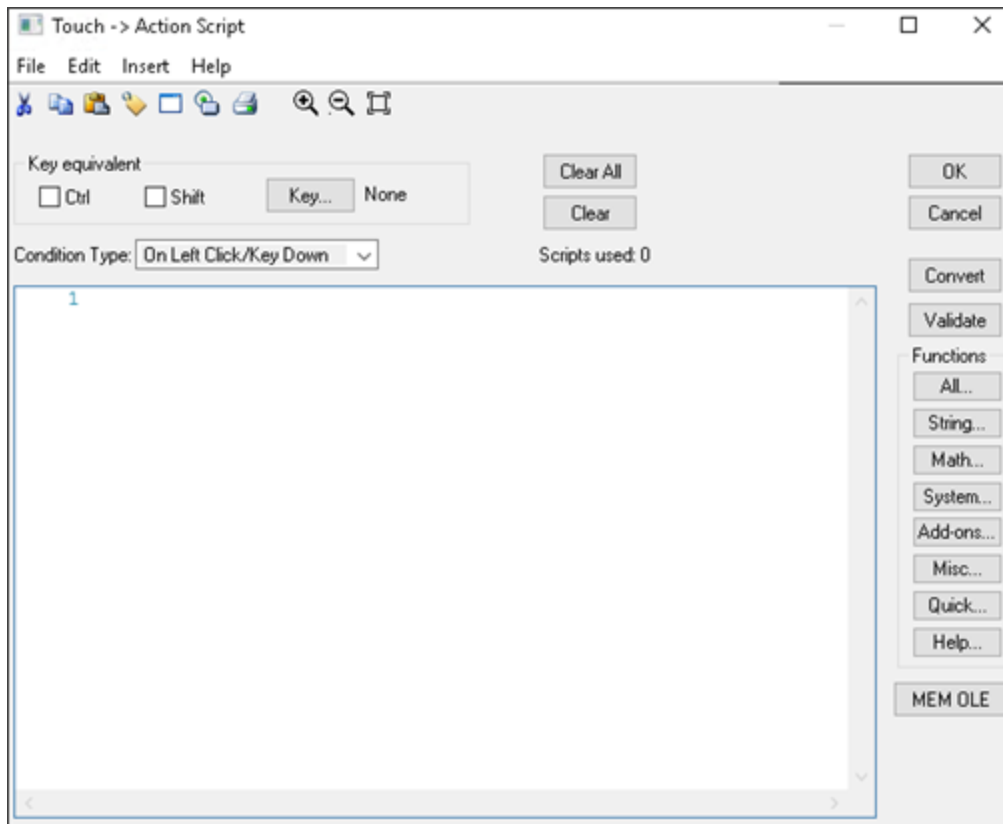 Touch -> Action Script
File Edit Insert Help
Key equivalent
Ctrl Shift Key... None
Clear All
Clear
OK
Cancel
Condition Type: On Left Click/Key Down
Scripts used: 0
Convert
Validate
1
Functions
All...
String...
Math...
System...
Add-ons...
Misc...
Quick...
Help...
MEM OLE